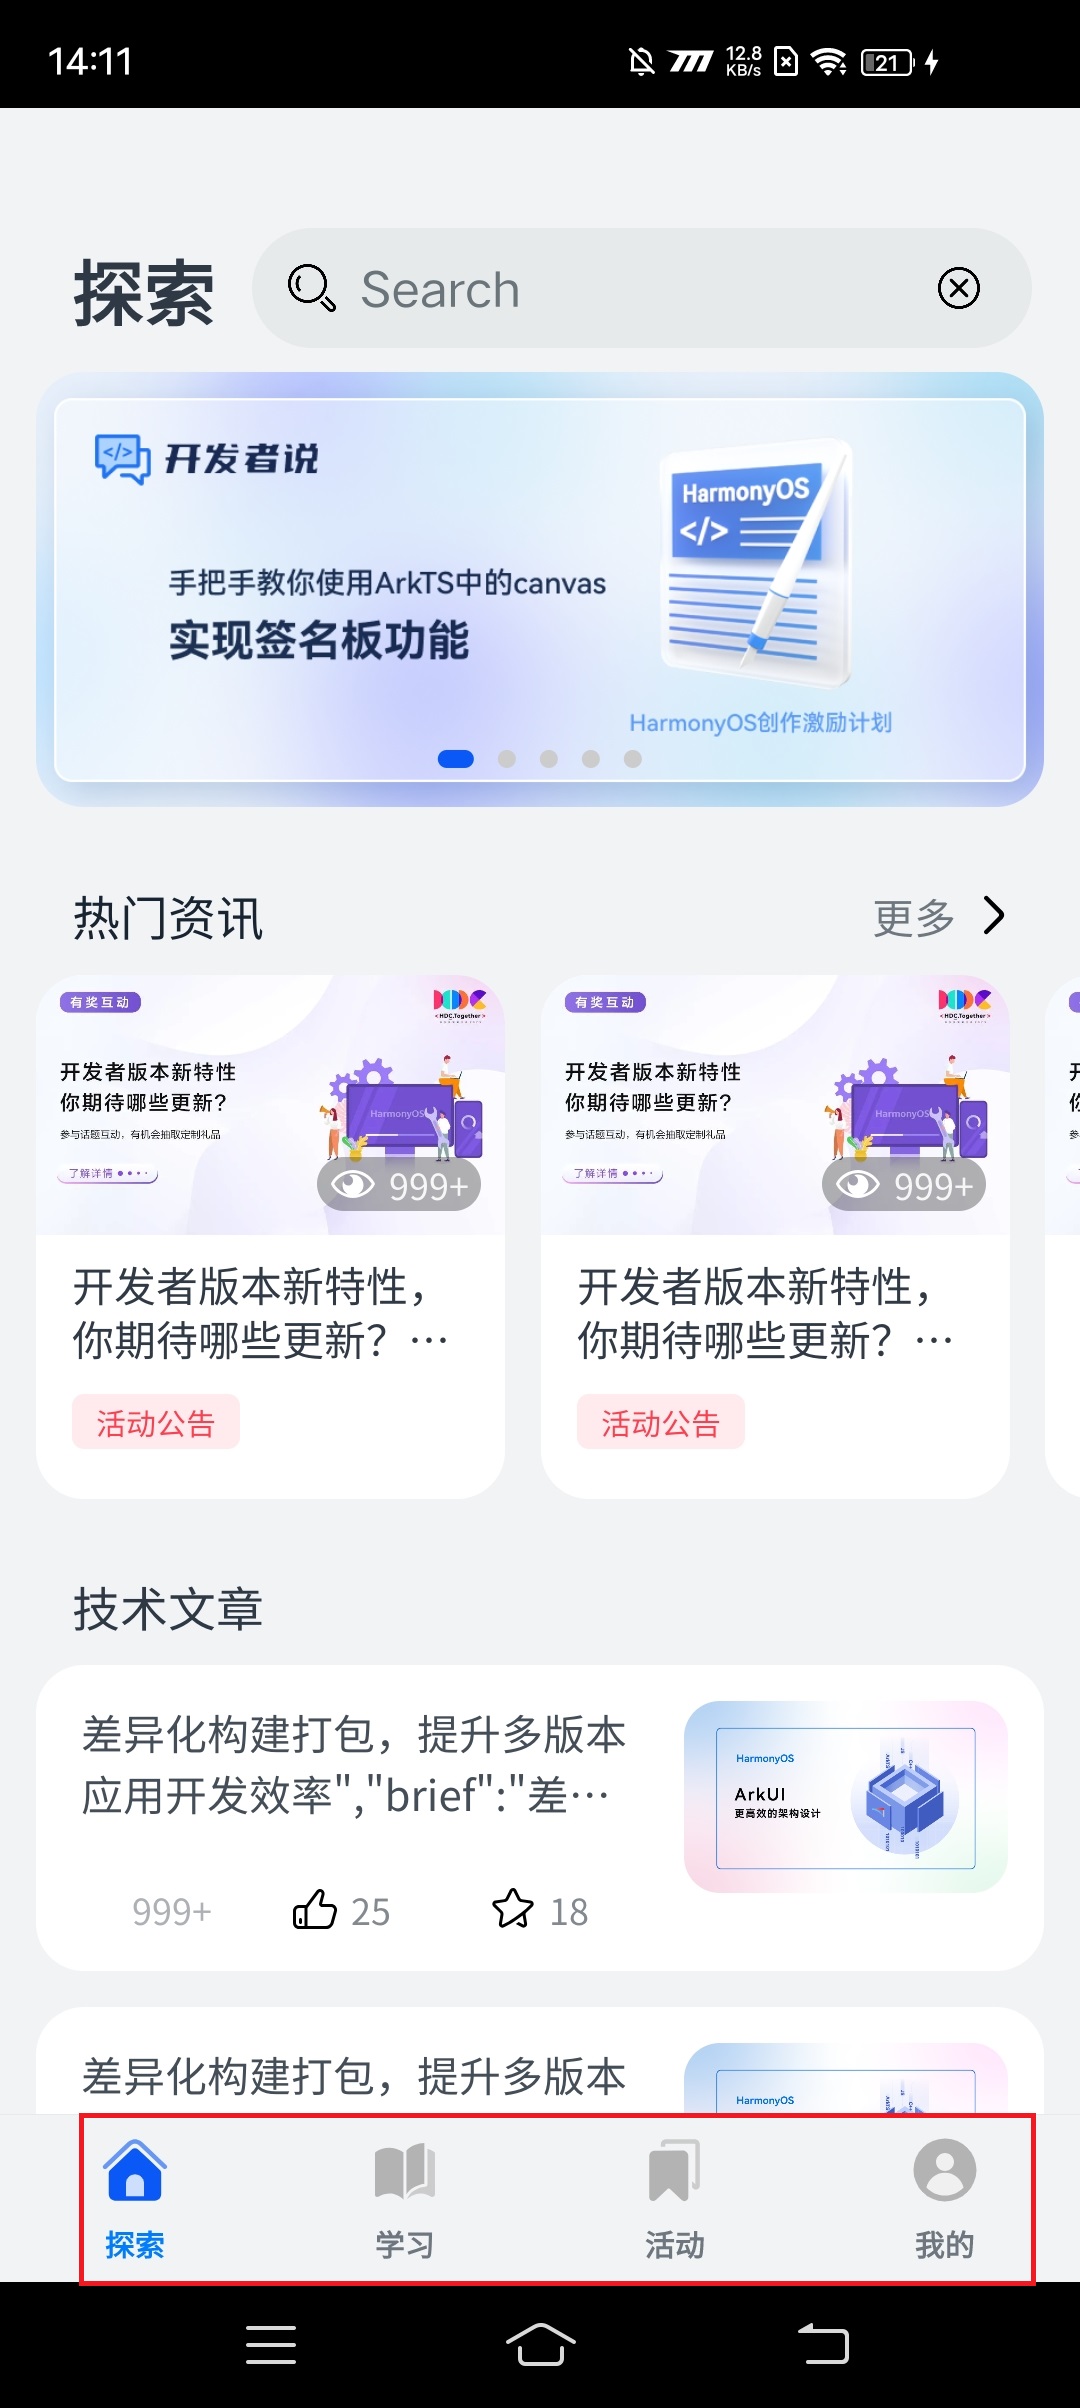 14:11
12.8
KB/s
21
探索
Search
开发者说
手把手教你使用ArkTS中的canvas
实现签名板功能
HarmonyOS
</>
HarmonyOS创作激励计划
热门资讯
更多
有奖互动
HDC.Together
开发者版本新特性
你期待哪些更新?
参与话题互动，有机会抽取定制礼品
了解详情
HarmonyOS
999+
开发者版本新特性，
你期待哪些更新？…
活动公告
有奖互动
HDC.Together
开发者版本新特性
你期待哪些更新?
参与话题互动，有机会抽取定制礼品
了解详情
HarmonyOS
999+
开发者版本新特性，
你期待哪些更新？…
活动公告
技术文章
差异化构建打包，提升多版本
应用开发效率","brief":"差…
999+
25
18
HarmonyOS
ArkUI
更高效的架构设计
差异化构建打包，提升多版本
HarmonyOS
探索
学习
活动
我的